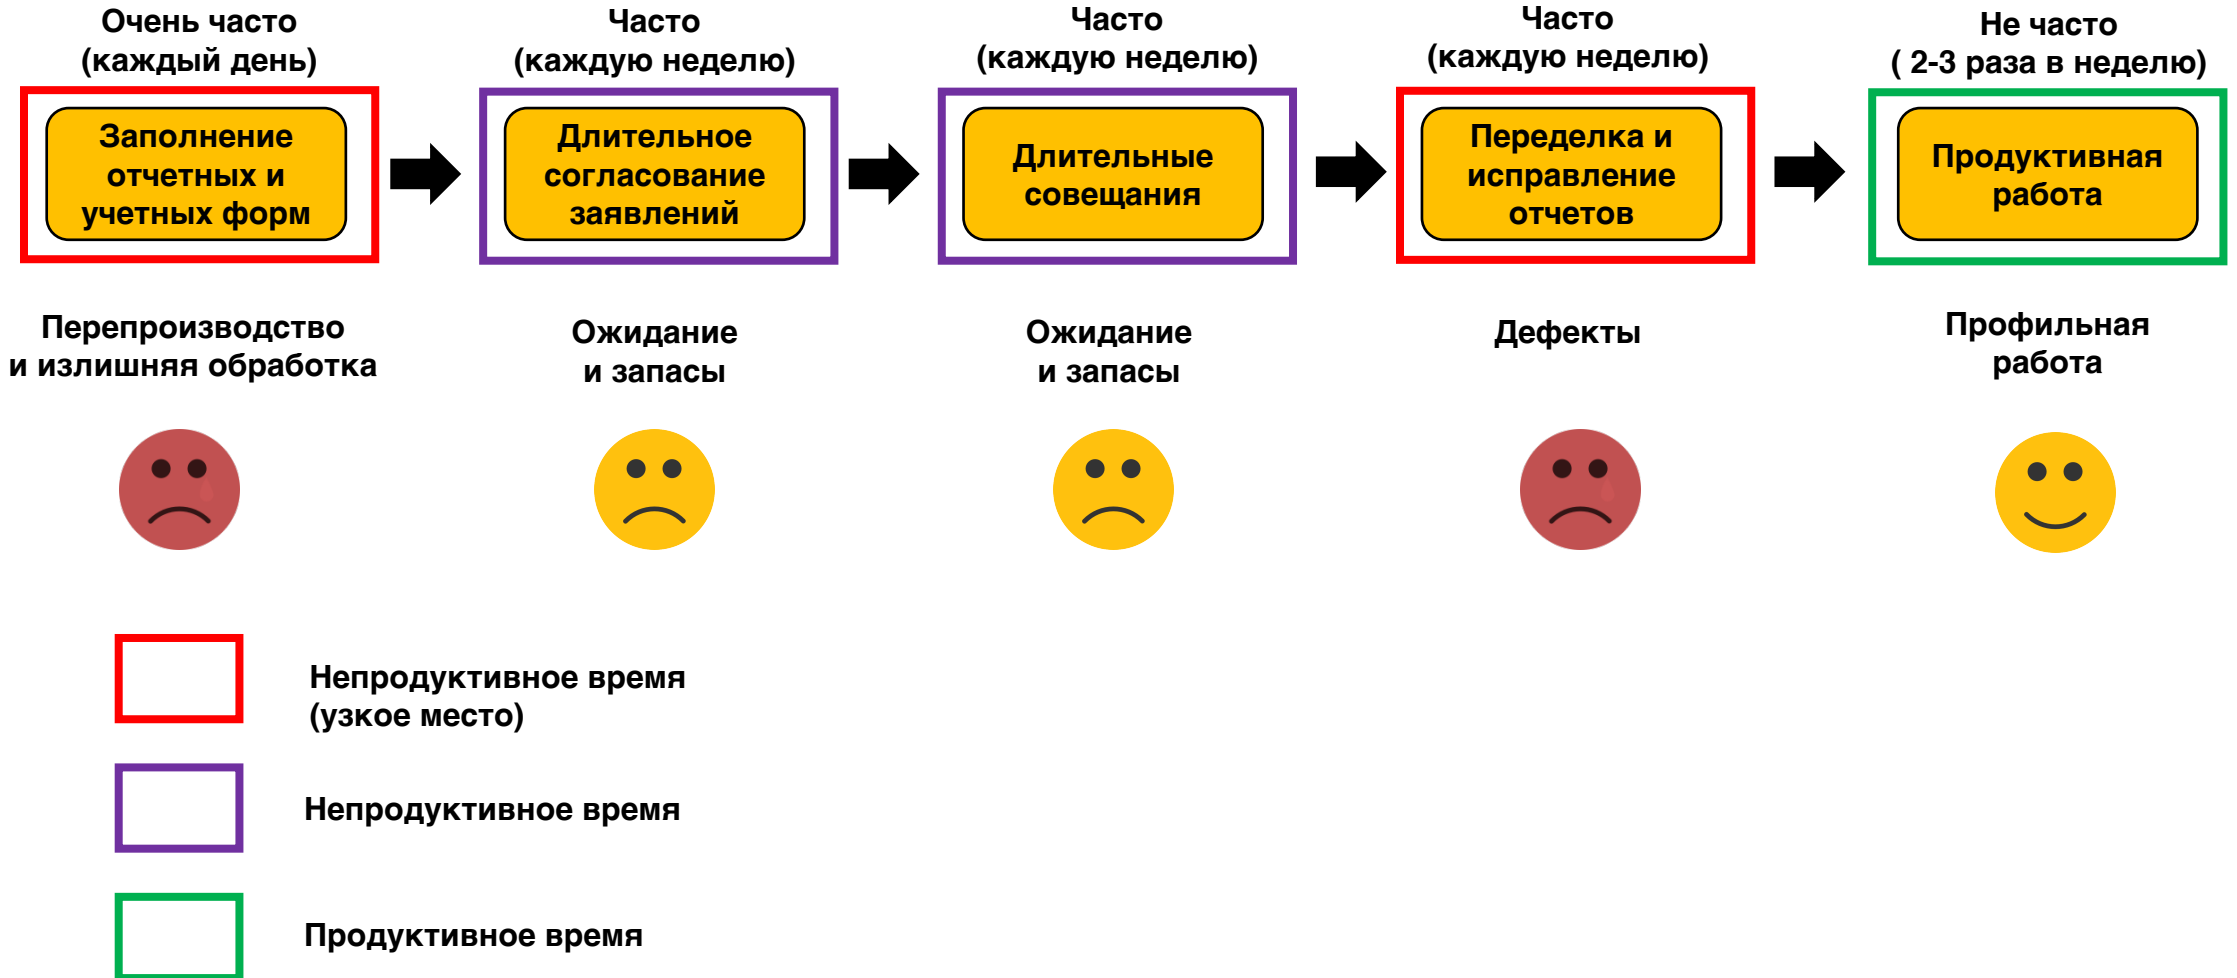 Очень часто
(каждый день)
Часто
(каждую неделю)
Часто
(каждую неделю)
Часто
(каждую неделю)
Не часто
( 2-3 раза в неделю)
Заполнение
отчетных и
учетных форм
Длительное
согласование
заявлений
Длительные
совещания
Переделка и
исправление
отчетов
Продуктивная
работа
Перепроизводство
и излишняя обработка
Ожидание
и запасы
Ожидание
и запасы
Дефекты
Профильная
работа
Непродуктивное время
(узкое место)
Непродуктивное время
Продуктивное время